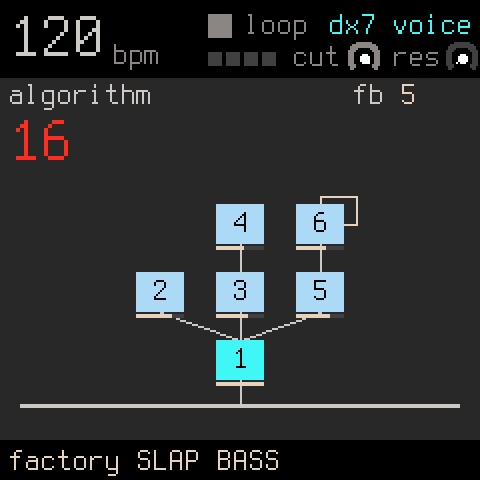 120 bpm loop dx7 voice
cut res
algorithm fb 5
16
4 6
2 3 5
1
factory SLAP BASS